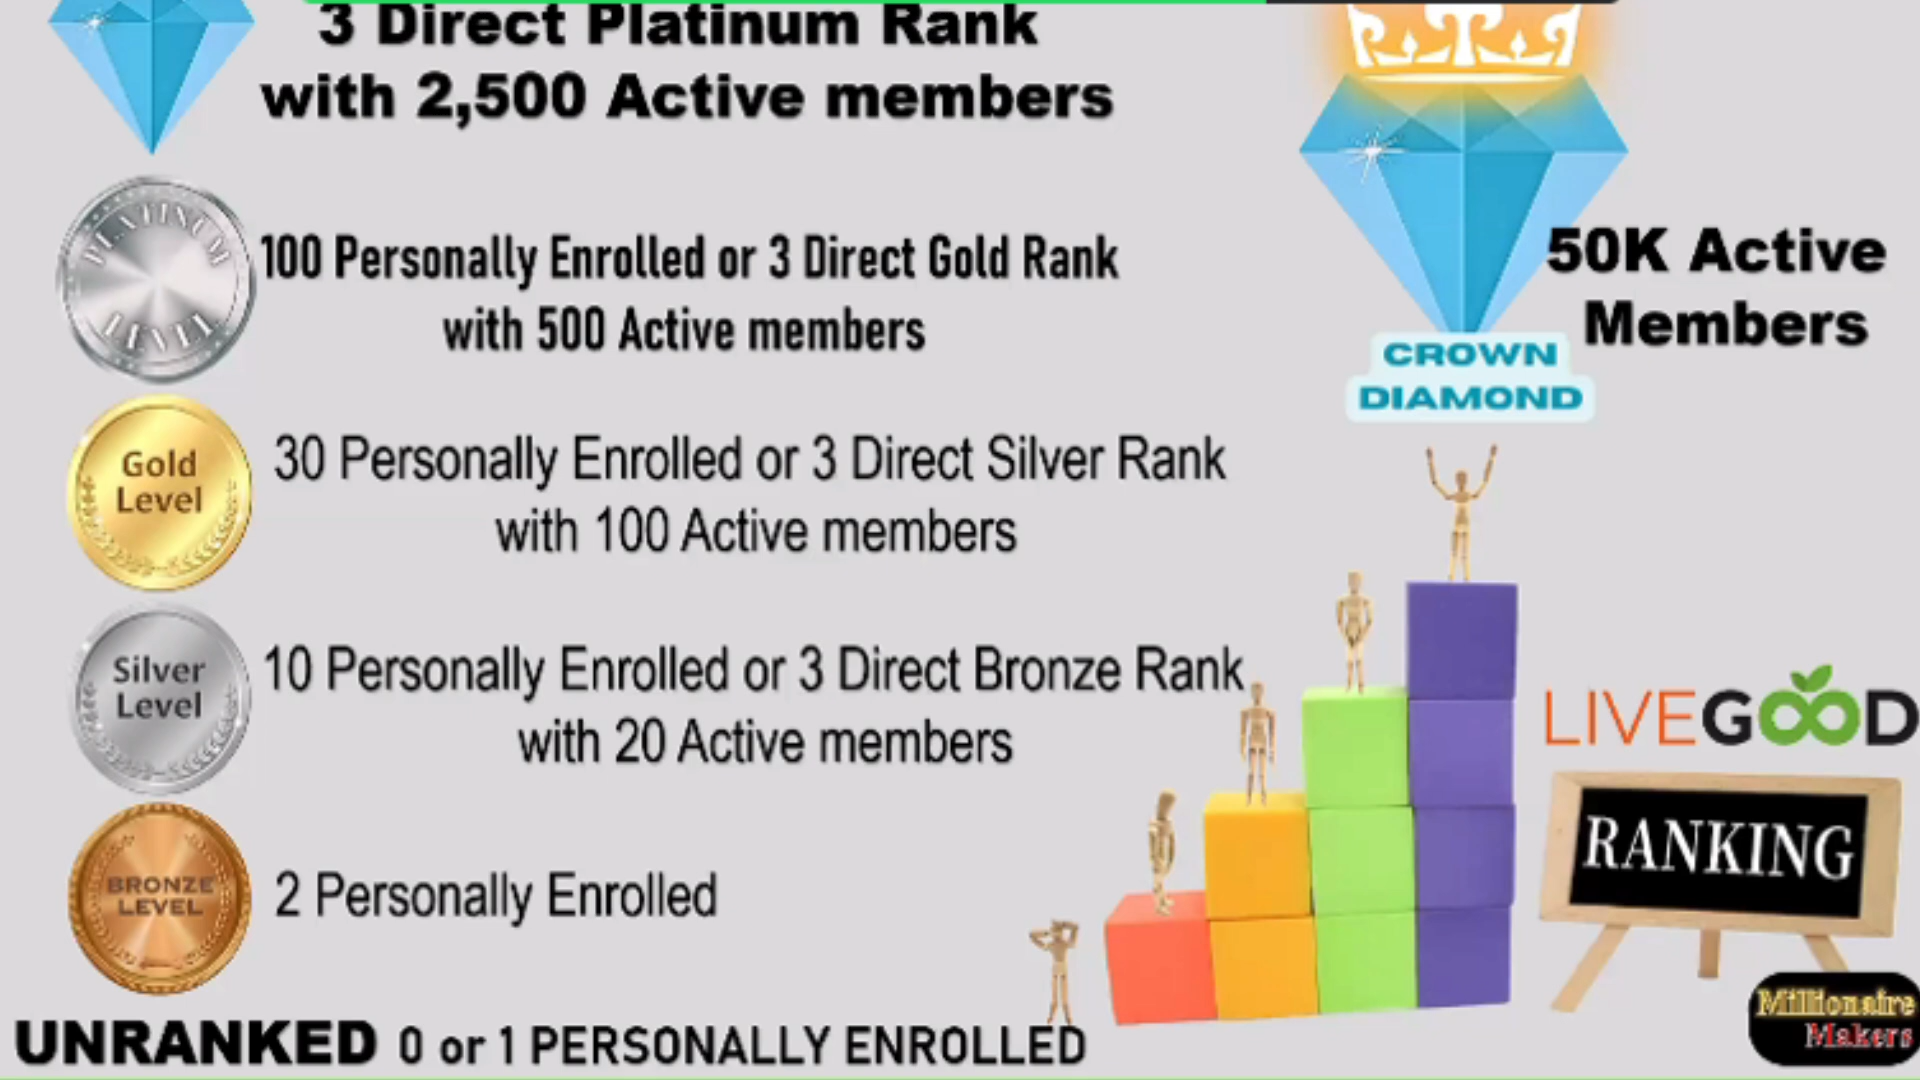 3 Direct Platinum Rank
with 2,500 Active members
PLATINUM
LEVEL
100 Personally Enrolled or 3 Direct Gold Rank
with 500 Active members
50K Active
Members
CROWN
DIAMOND
Gold
Level
30 Personally Enrolled or 3 Direct Silver Rank
with 100 Active members
Silver
Level
10 Personally Enrolled or 3 Direct Bronze Rank
with 20 Active members
LIVEGOOD
RANKING
BRONZE
LEVEL
2 Personally Enrolled
UNRANKED 0 or 1 PERSONALLY ENROLLED
Millionaire
Makers